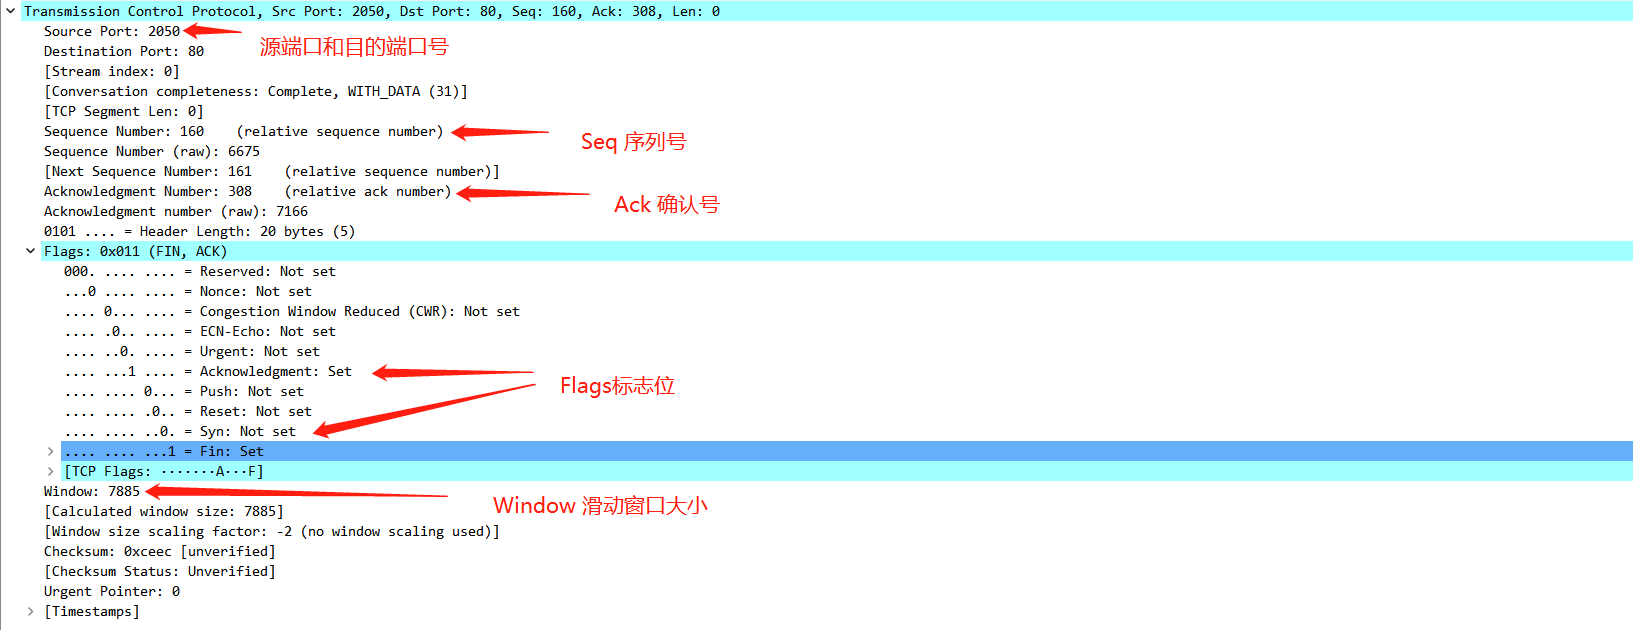 Transmission Control Protocol, Src Port: 2050, Dst Port: 80, Seq: 160, Ack: 308, Len: 0
Source Port: 2050
源端口和目的端口号
Destination Port: 80
[Stream index: 0]
[Conversation completeness: Complete, WITH_DATA (31)]
[TCP Segment Len: 0]
Sequence Number: 160    (relative sequence number)
Seq 序列号
Sequence Number (raw): 6675
[Next Sequence Number: 161    (relative sequence number)]
Acknowledgment Number: 308    (relative ack number)
Ack 确认号
Acknowledgment number (raw): 7166
0101 .... = Header Length: 20 bytes (5)
Flags: 0x011 (FIN, ACK)
000. .... .... = Reserved: Not set
...0 .... .... = Nonce: Not set
.... 0... .... = Congestion Window Reduced (CWR): Not set
.... .0.. .... = ECN-Echo: Not set
.... ..0. .... = Urgent: Not set
.... ...1 .... = Acknowledgment: Set
Flags标志位
.... .... 0... = Push: Not set
.... .... .0.. = Reset: Not set
.... .... ..0. = Syn: Not set
.... .... ...1 = Fin: Set
[TCP Flags: ·······A···F]
Window: 7885
Window 滑动窗口大小
[Calculated window size: 7885]
[Window size scaling factor: -2 (no window scaling used)]
Checksum: 0xceec [unverified]
[Checksum Status: Unverified]
Urgent Pointer: 0
[Timestamps]